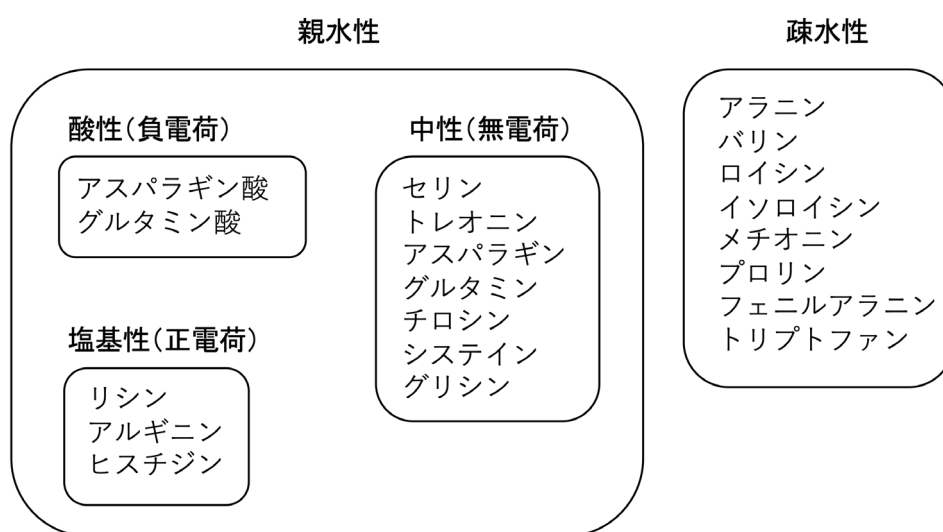 親水性
疎水性
酸性(負電荷)
アスパラギン酸
グルタミン酸
塩基性(正電荷)
リシン
アルギニン
ヒスチジン
中性(無電荷)
セリン
トレオニン
アスパラギン
グルタミン
チロシン
システイン
グリシン
アラニン
バリン
ロイシン
イソロイシン
メチオニン
プロリン
フェニルアラニン
トリプトファン